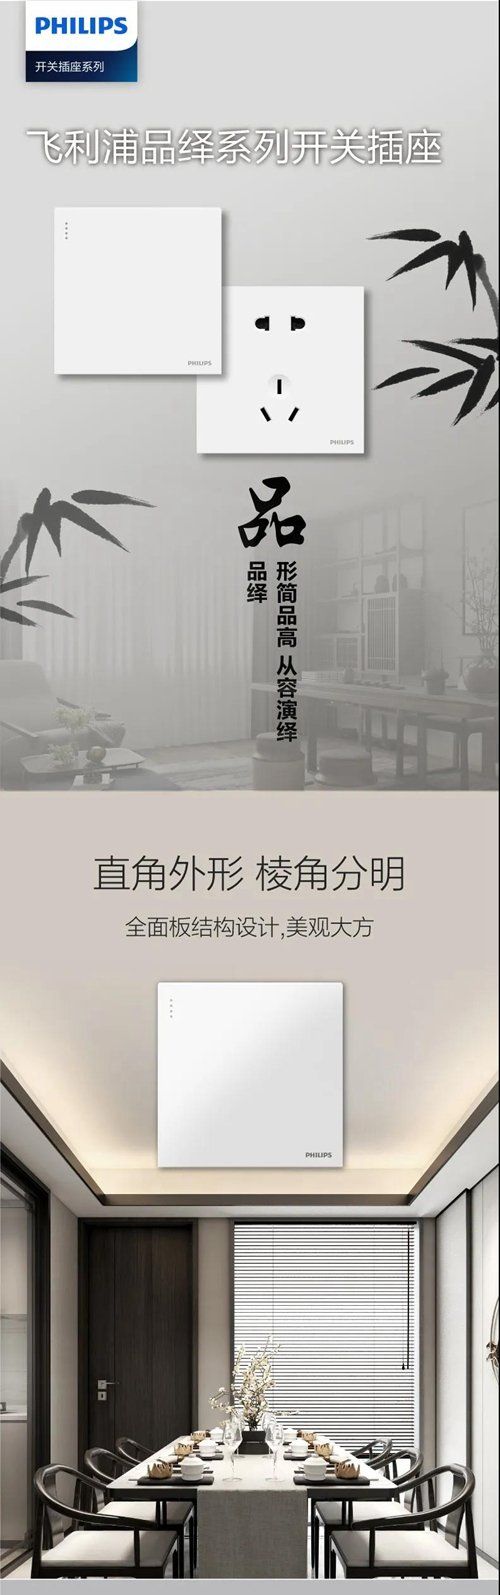 PHILIPS
开关插座系列
飞利浦品绎系列开关插座
PHILIPS
PHILIPS
品
形简品高 从容演绎
品绎
直角外形 棱角分明
全面板结构设计,美观大方
PHILIPS